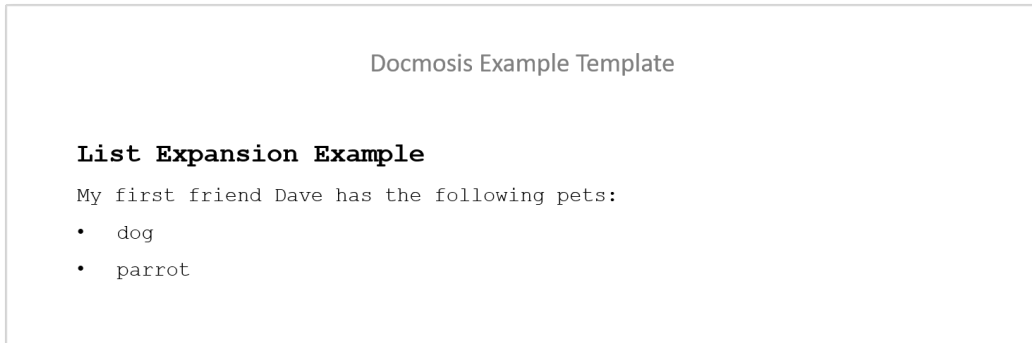 Docmosis Example Template
List Expansion Example
My first friend Dave has the following pets:
• dog
• parrot